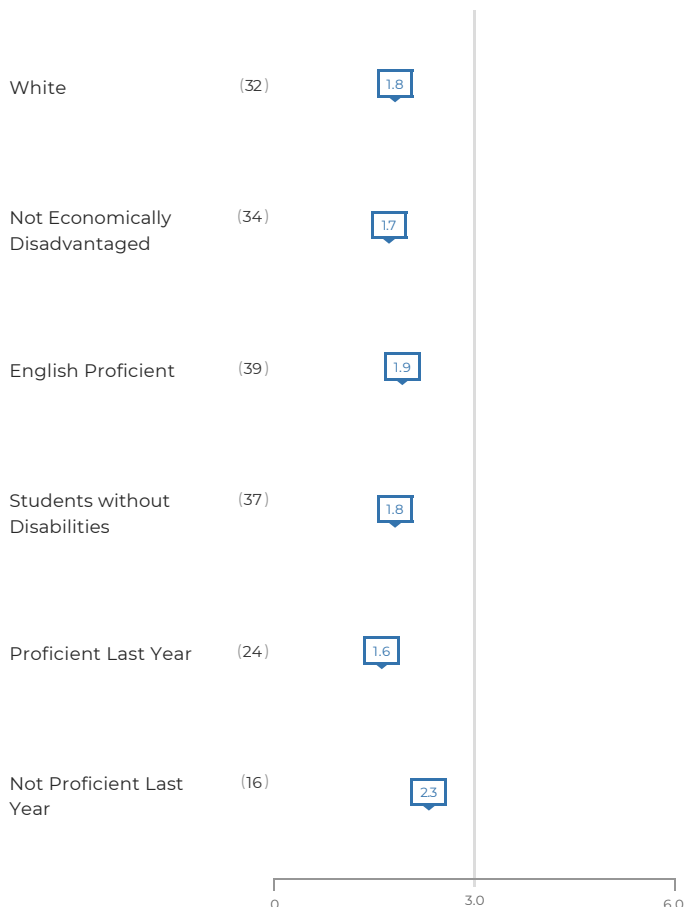 White (32) 1.8
Not Economically (34) 1.7
Disadvantaged
English Proficient (39) 1.9
Students without (37) 1.8
Disabilities
Proficient Last Year (24) 1.6
Not Proficient Last (16) 2.3
Year
0 3.0 6.0